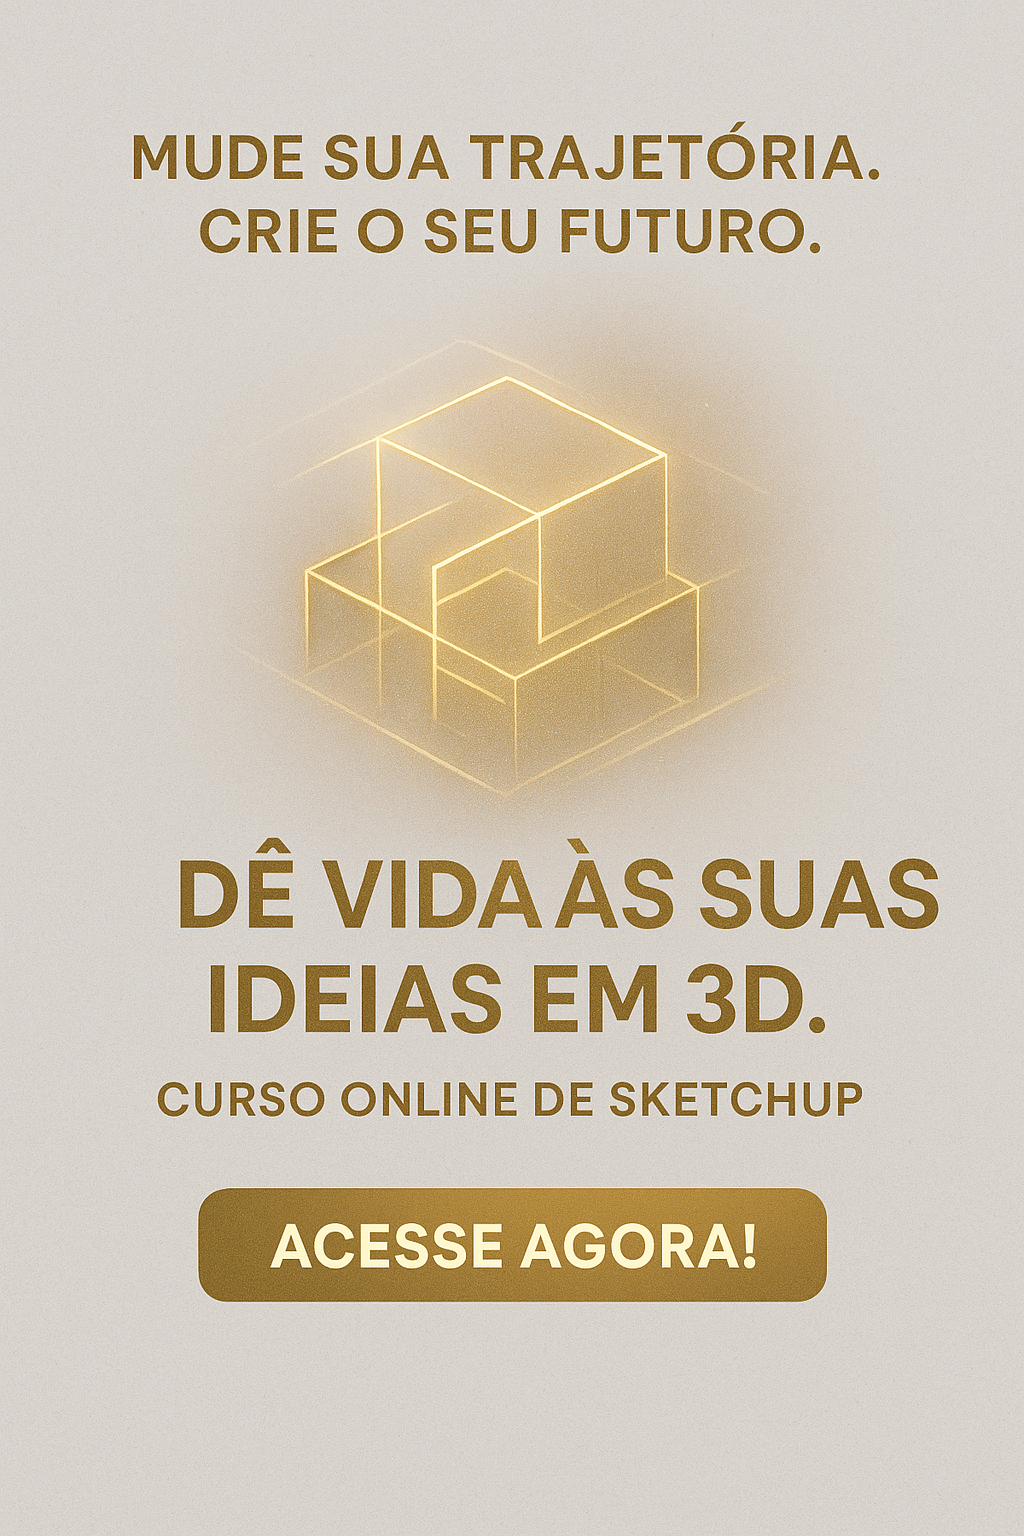 MUDE SUA TRAJETÓRIA.
CRIE O SEU FUTURO.
DÊ VIDA ÀS SUAS
IDEIAS EM 3D.
CURSO ONLINE DE SKETCHUP
ACESSE AGORA!